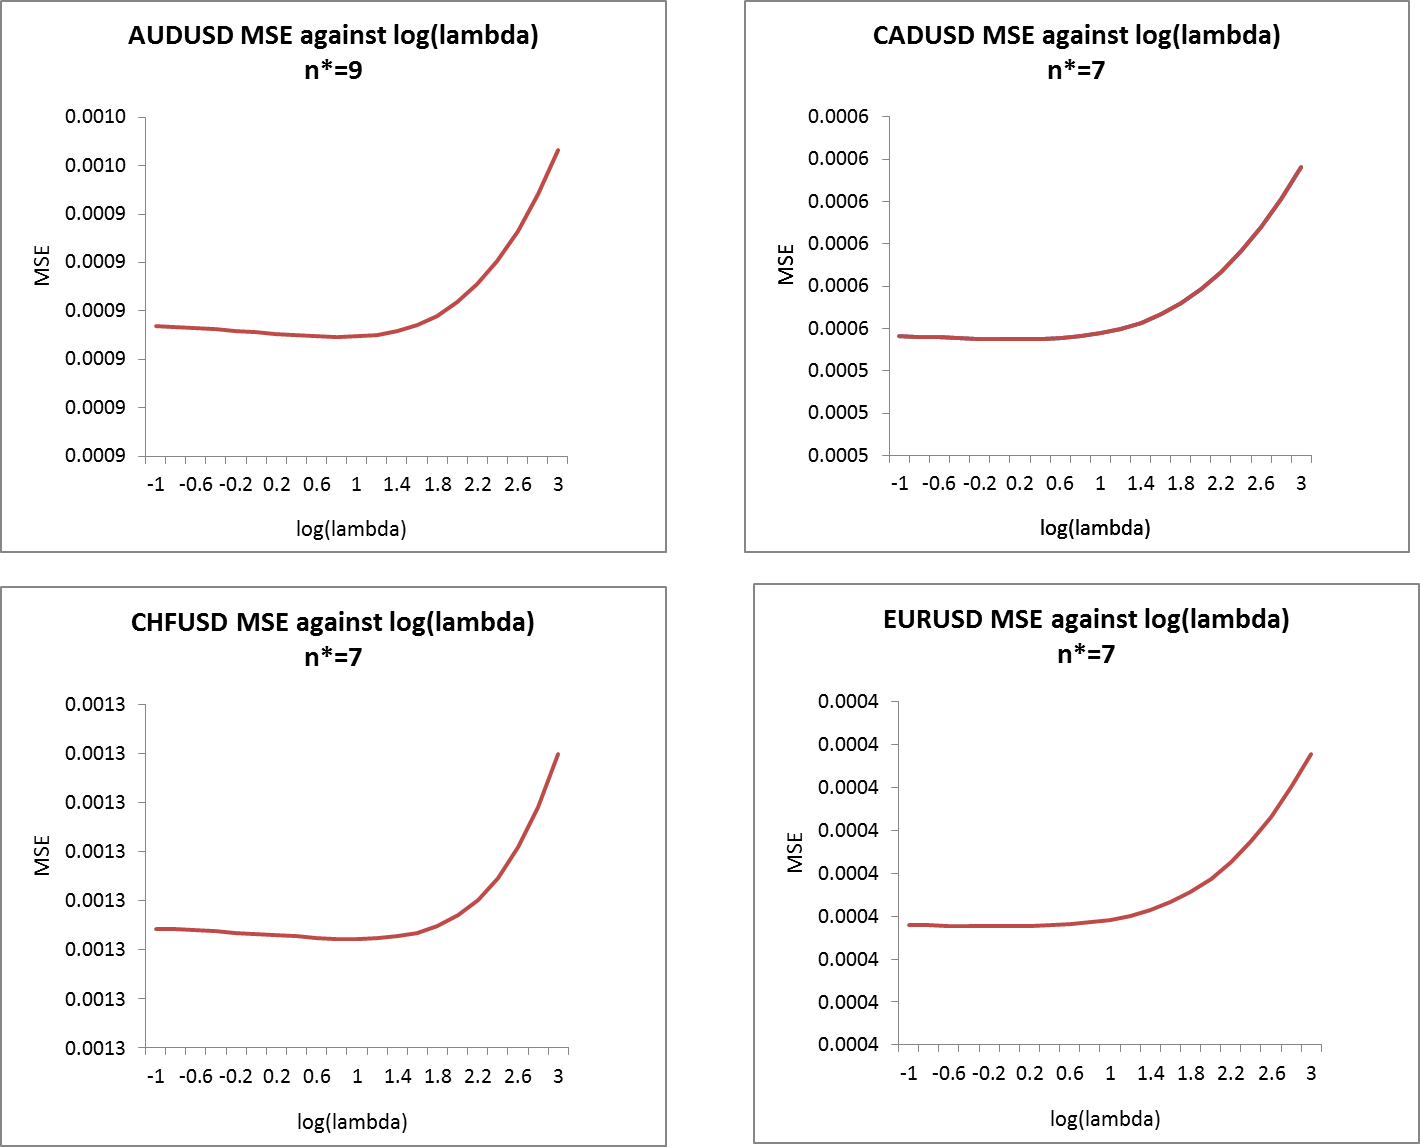 AUDUSD MSE against log(lambda)
n*=9
0.0010
0.0010
0.0009
0.0009
0.0009
0.0009
0.0009
0.0009
MSE
-1 -0.6 -0.2 0.2 0.6 1 1.4 1.8 2.2 2.6 3
log(lambda)
CADUSD MSE against log(lambda)
n*=7
0.0006
0.0006
0.0006
0.0006
0.0006
0.0006
0.0005
0.0005
0.0005
MSE
-1 -0.6 -0.2 0.2 0.6 1 1.4 1.8 2.2 2.6 3
log(lambda)
CHFUSD MSE against log(lambda)
n*=7
0.0013
0.0013
0.0013
0.0013
0.0013
0.0013
0.0013
0.0013
MSE
-1 -0.6 -0.2 0.2 0.6 1 1.4 1.8 2.2 2.6 3
log(lambda)
EURUSD MSE against log(lambda)
n*=7
0.0004
0.0004
0.0004
0.0004
0.0004
0.0004
0.0004
0.0004
0.0004
MSE
-1 -0.6 -0.2 0.2 0.6 1 1.4 1.8 2.2 2.6 3
log(lambda)